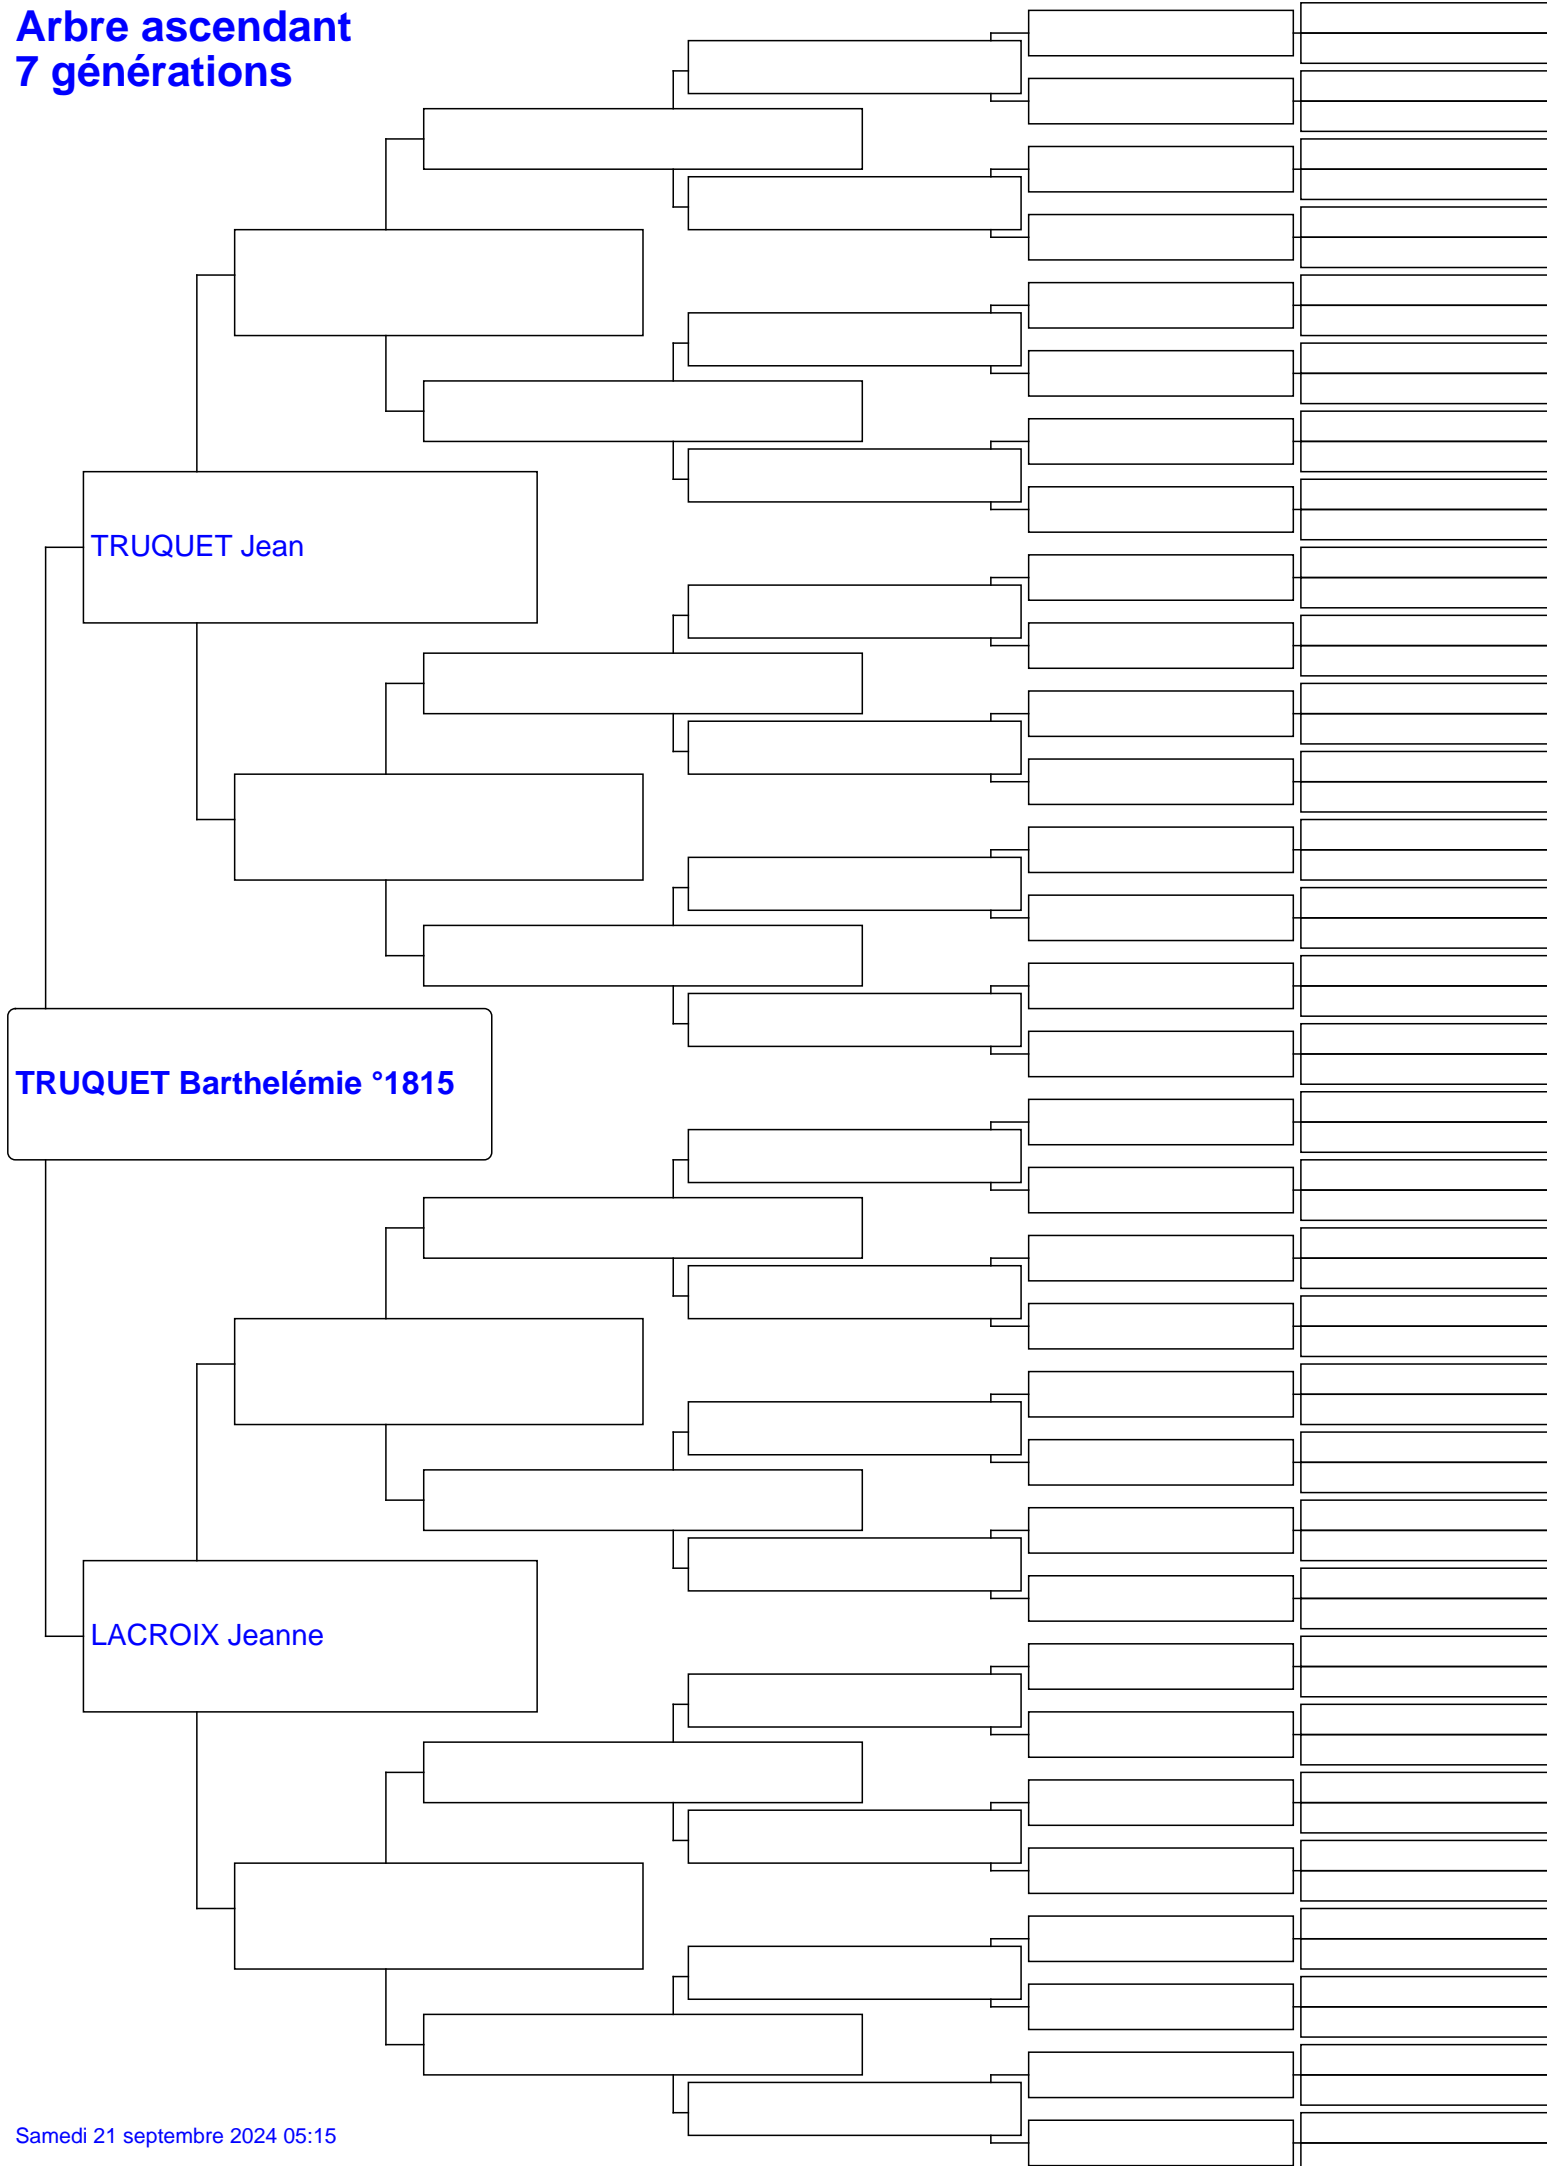 Arbre ascendant
7 générations
TRUQUET Jean
TRUQUET Barthelémie °1815
LACROIX Jeanne
Samedi 21 septembre 2024 05:15